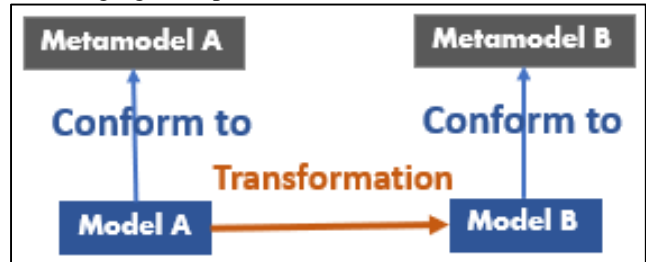 Metamodel A
Metamodel B
Conform to
Conform to
Transformation
Model A
Model B